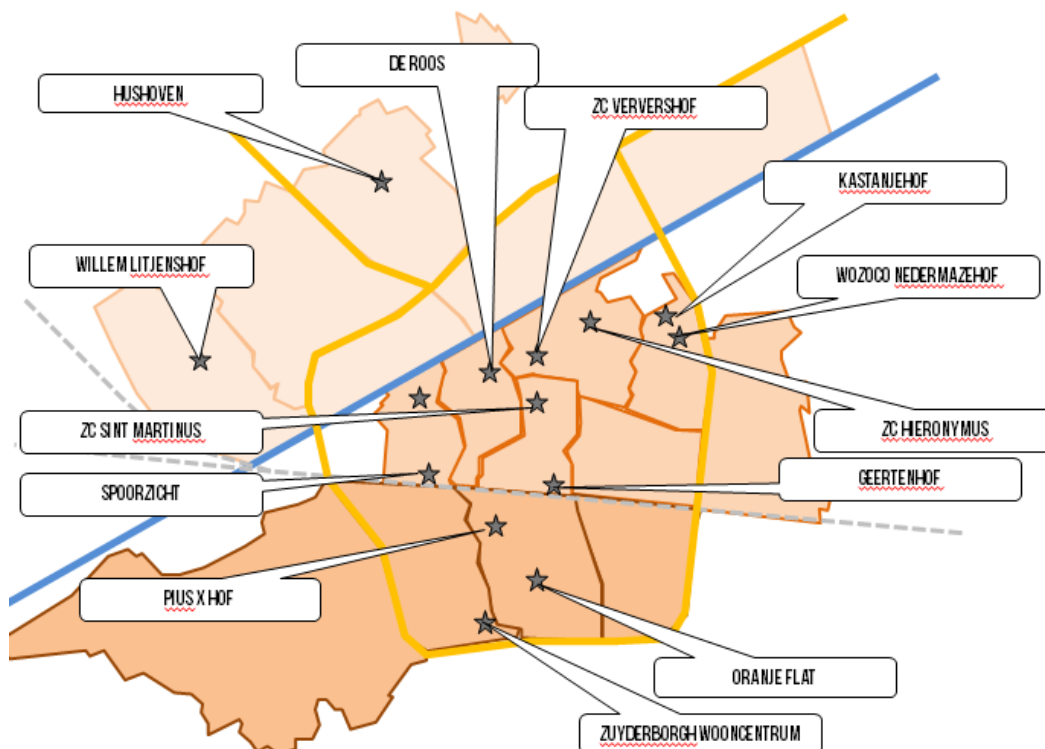 DE ROOS
HUSHOVEN
ZC VERVERSHOF
KASTANJEHOF
WILLEM LITJENSHOF
WOZOCO NEDERMAZEHOF
ZC SINT MARTINUS
ZC HIERONYMUS
SPOORZICHT
GEERTENHOF
PIUS X HOF
ORANJE FLAT
ZUYDERBORGH WOONCENTRUM